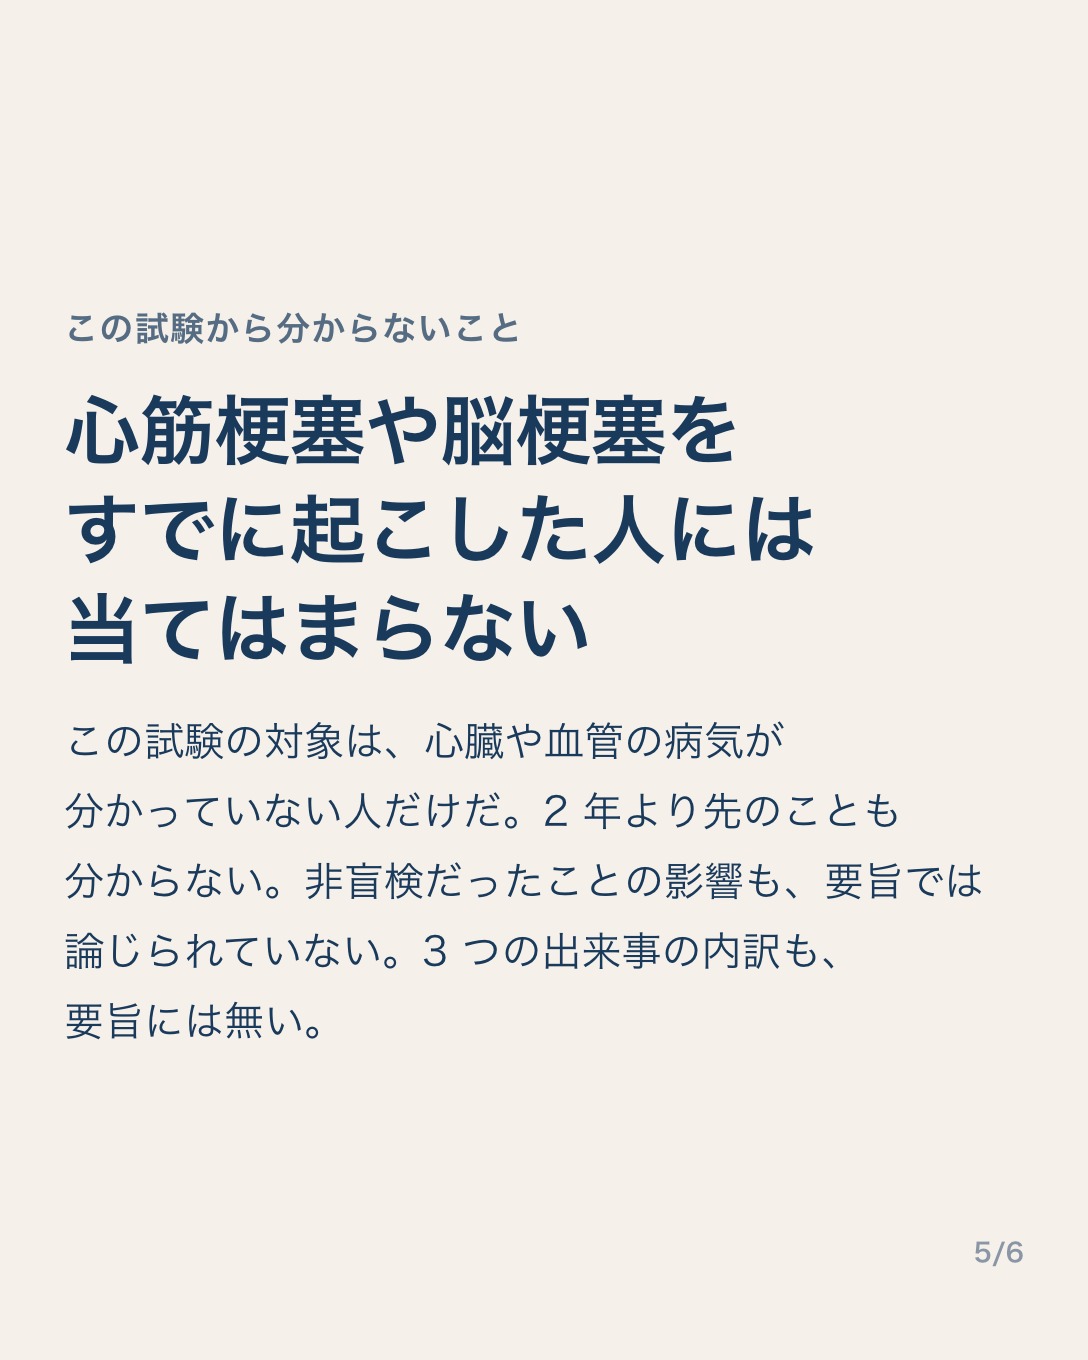 この試験から分からないこと
心筋梗塞や脳梗塞を
すでに起こした人には
当てはまらない
この試験の対象は、心臓や血管の病気が
分かっていない人だけだ。2 年より先のことも
分からない。非盲検だったことの影響も、要旨では
論じられていない。3 つの出来事の内訳も、
要旨には無い。
5/6